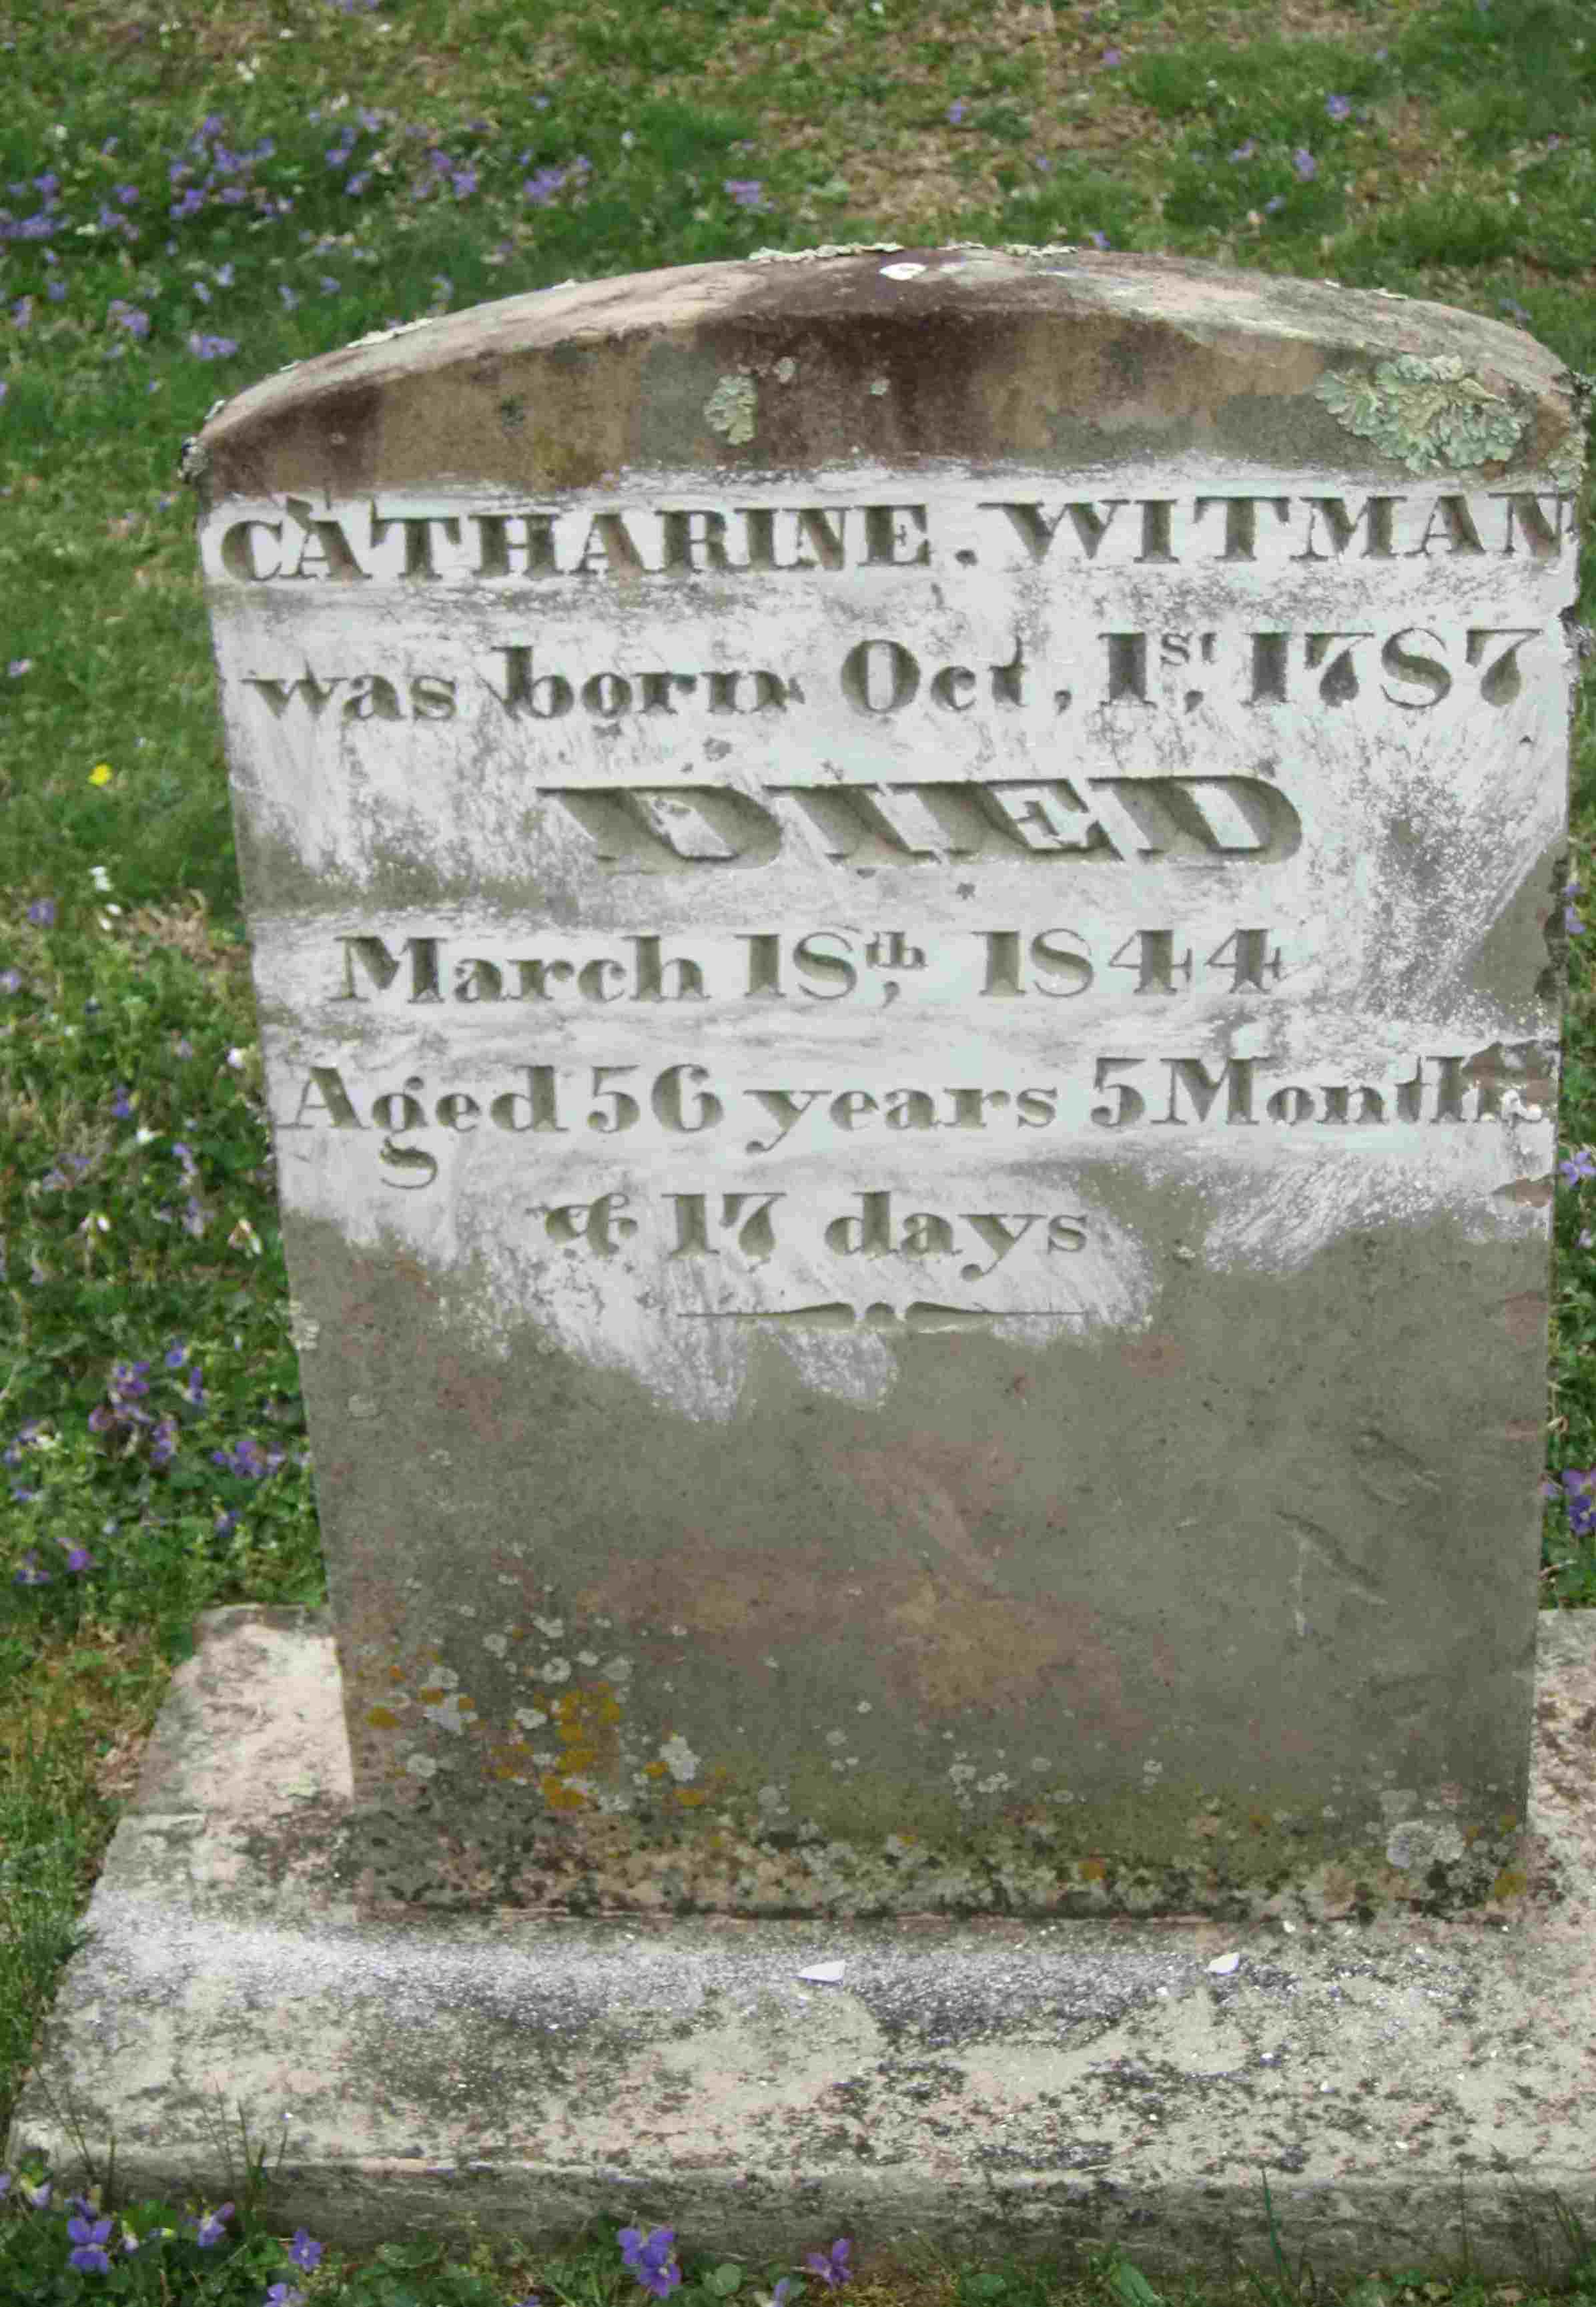 CATHARINE. WITMAN
was born Oct, 1st, 1787
DIED
March 18th, 1844
Aged 56 years 5 Months
& 17 days